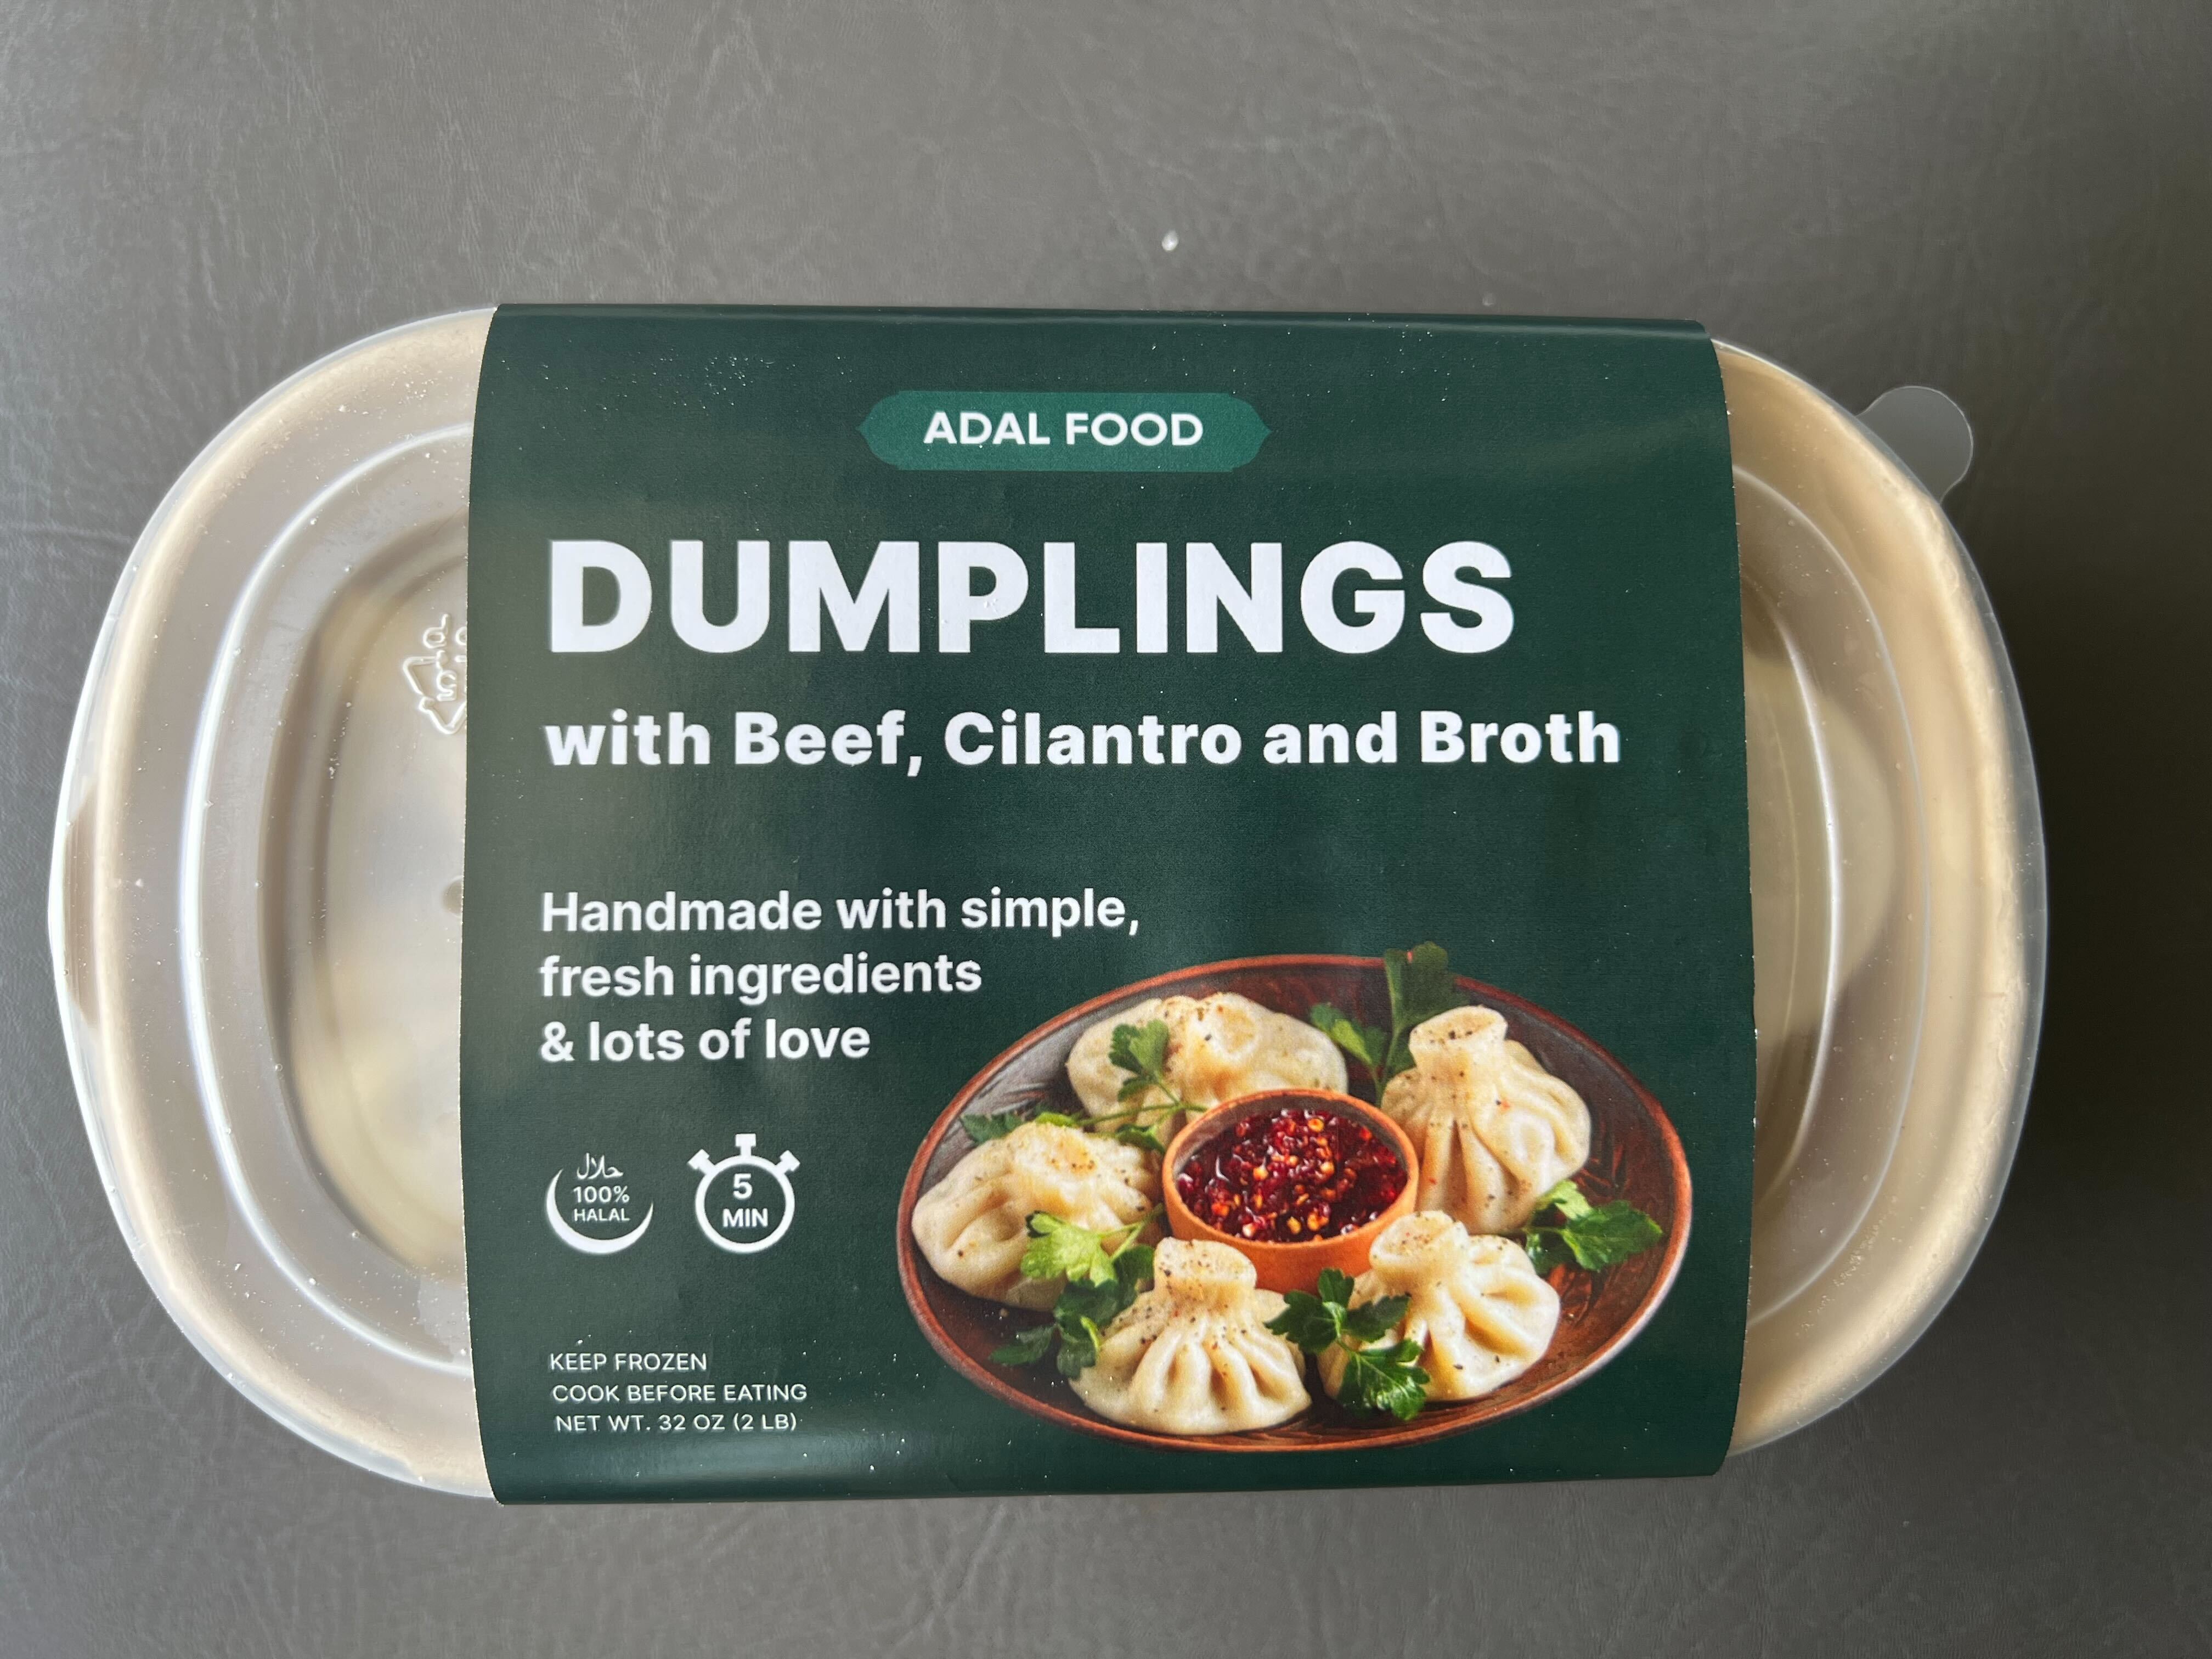 ADAL FOOD
DUMPLINGS
with Beef, Cilantro and Broth
Handmade with simple,
fresh ingredients
& lots of love
حلال
100%
HALAL
5
MIN
KEEP FROZEN
COOK BEFORE EATING
NET WT. 32 OZ (2 LB)